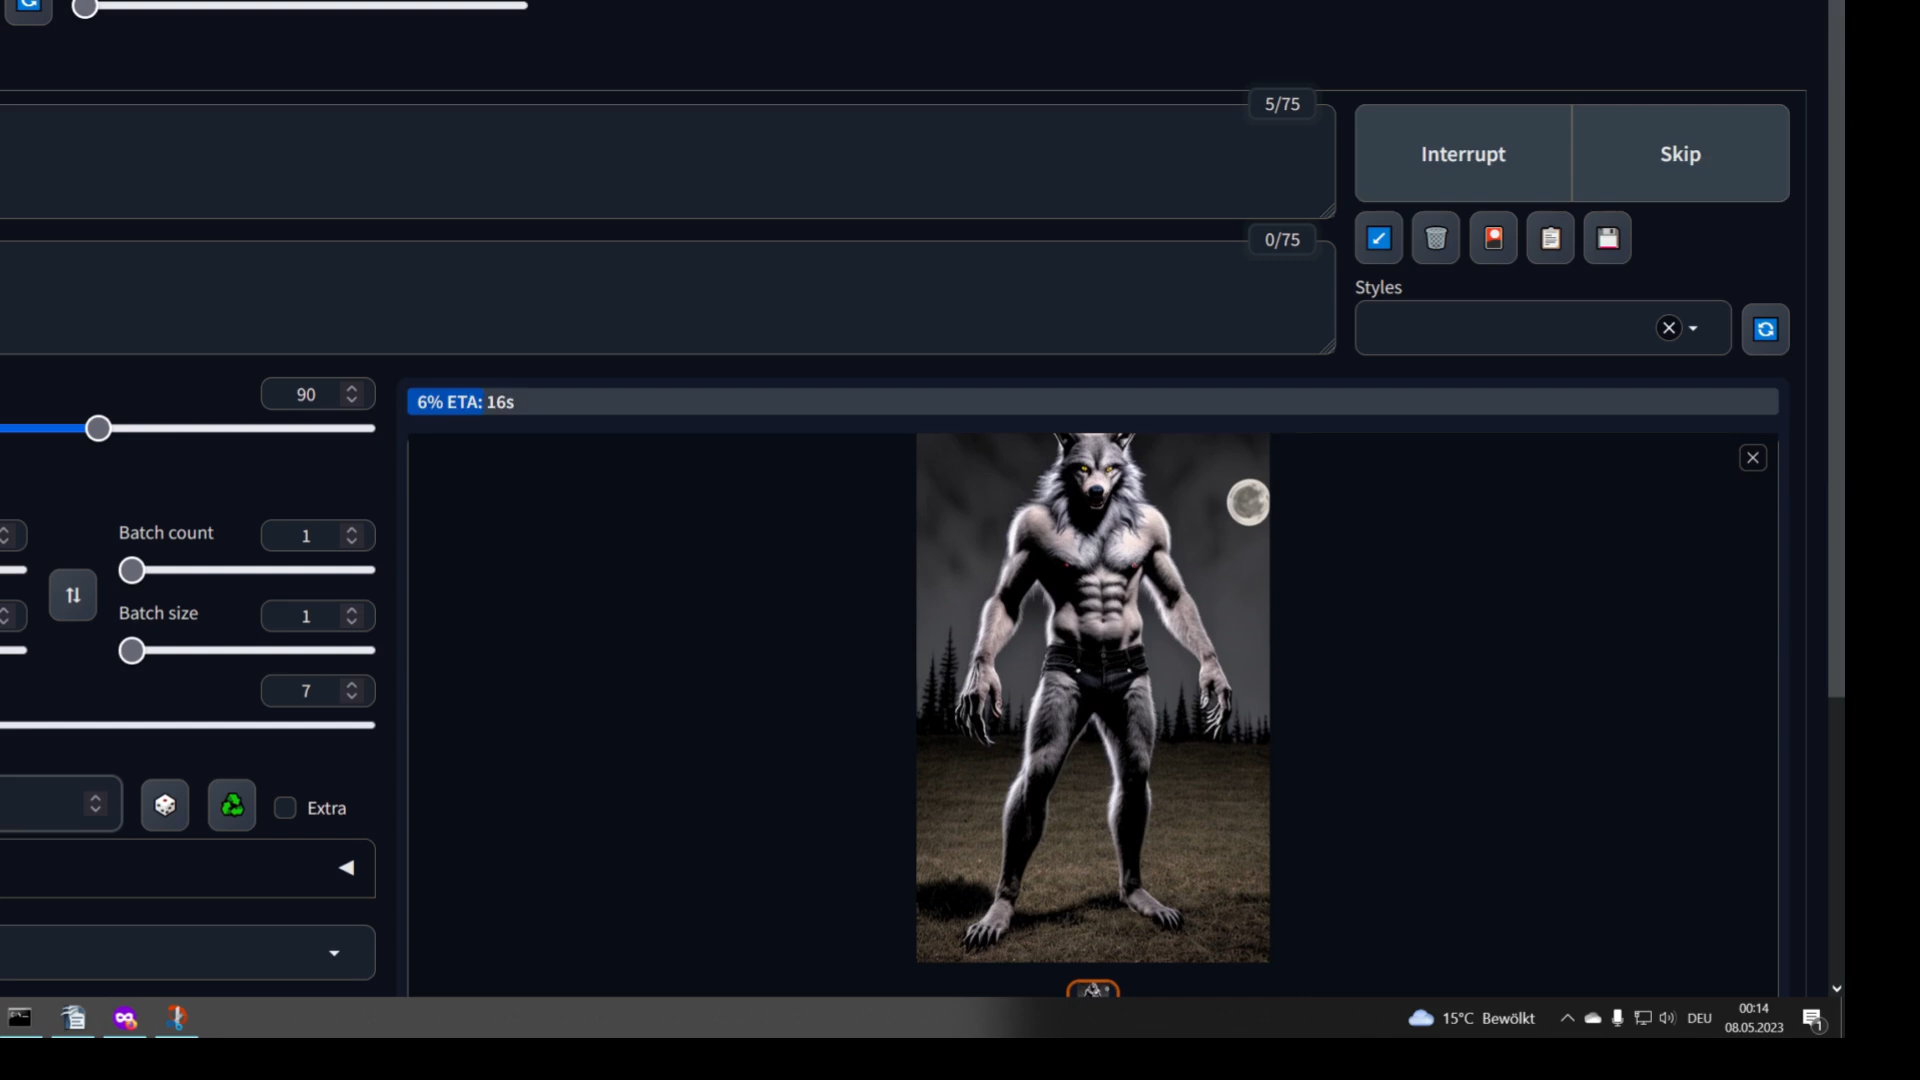 5/75
Interrupt
Skip
0/75
Styles
90
6% ETA: 16s
Batch count
1
Batch size
1
7
Extra
15°C Bewölkt
DEU
00:14
08.05.2023
1